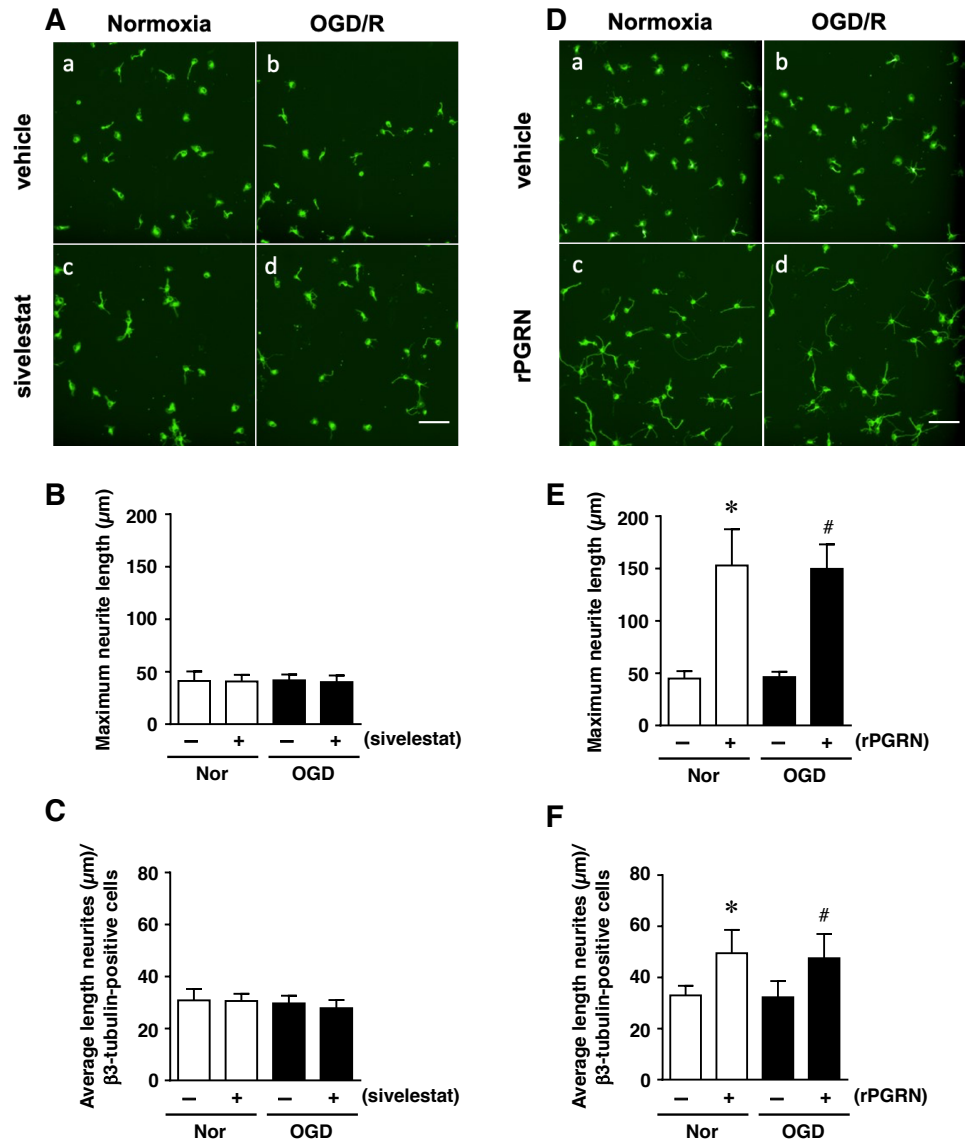 A
Normoxia OGD/R
vehicle
a b
sivelestat
c d
B
Maximum neurite length (μm)
200
150
100
50
0
– + – + (sivelestat)
Nor OGD
C
Average length neurites (μm)/
β3-tubulin-positive cells
80
60
40
20
0
– + – + (sivelestat)
Nor OGD
D
Normoxia OGD/R
vehicle
a b
rPGRN
c d
E
Maximum neurite length (μm)
200
150
100
50
0
* #
– + – + (rPGRN)
Nor OGD
F
Average length neurites (μm)/
β3-tubulin-positive cells
80
60
40
20
0
* #
– + – + (rPGRN)
Nor OGD